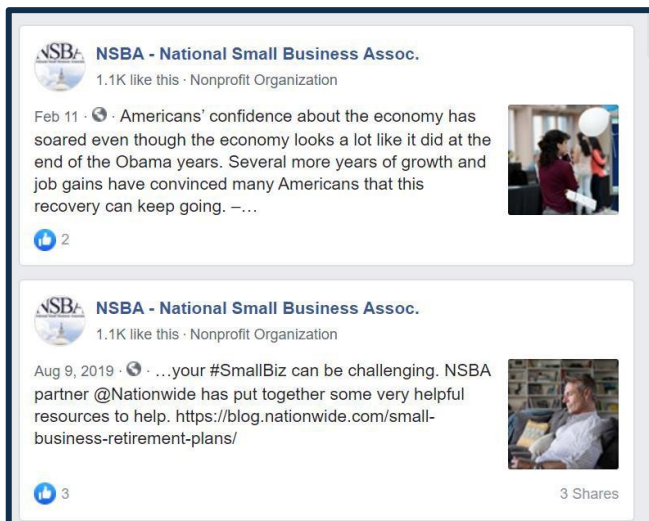 NSBA
NSBA - National Small Business Assoc.
1.1K like this · Nonprofit Organization
Feb 11 · · Americans’ confidence about the economy has
soared even though the economy looks a lot like it did at the
end of the Obama years. Several more years of growth and
job gains have convinced many Americans that this
recovery can keep going. –…
2
NSBA
NSBA - National Small Business Assoc.
1.1K like this · Nonprofit Organization
Aug 9, 2019 · · …your #SmallBiz can be challenging. NSBA
partner @Nationwide has put together some very helpful
resources to help. https://blog.nationwide.com/small-
business-retirement-plans/
3
3 Shares